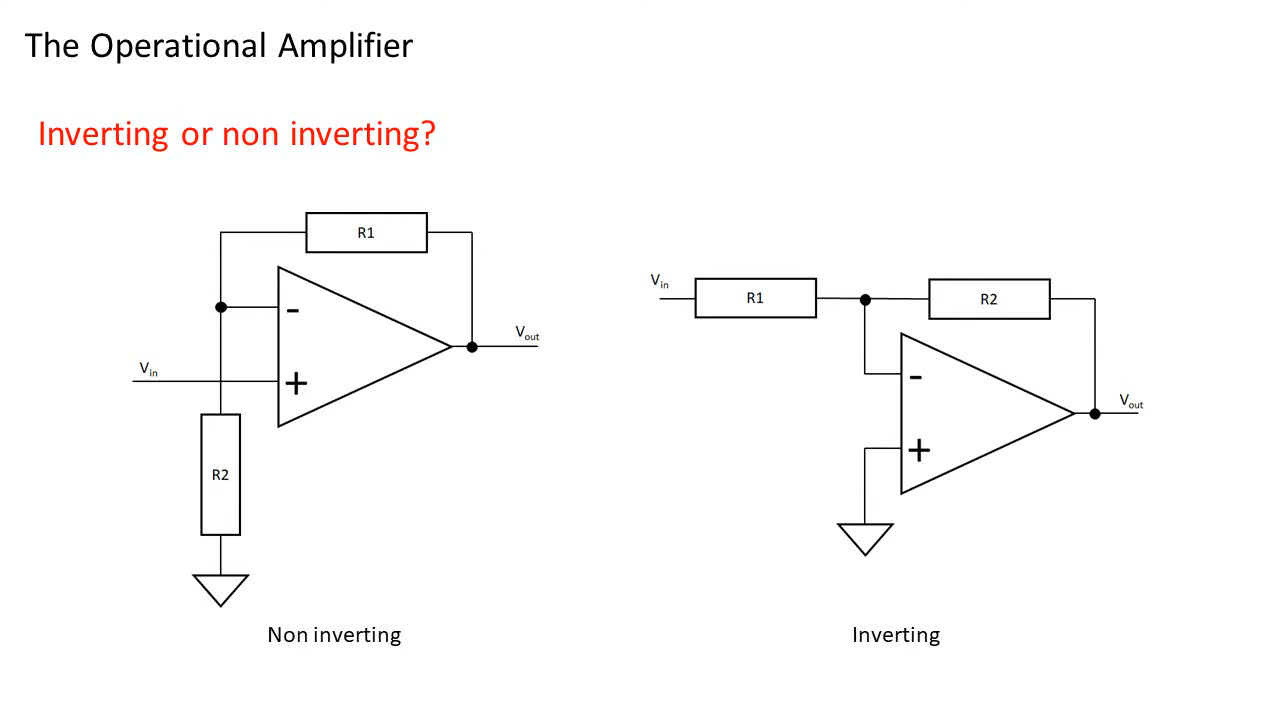 The Operational Amplifier
Inverting or non inverting?
R1
-
Vout
Vin
+
R2
Non inverting
Vin
R1
R2
-
Vout
+
Inverting